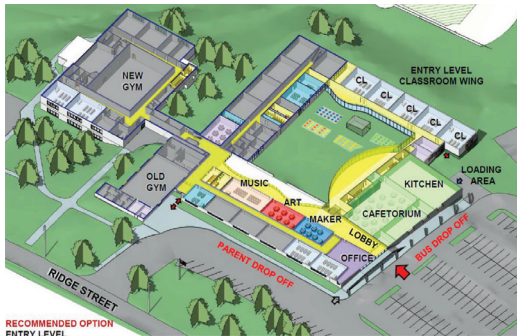 NEW
GYM
ENTRY LEVEL
CLASSROOM WING
CL
CL
CL
CL
CL
OLD
GYM
MUSIC
ART
MAKER
LOBBY
OFFICE
KITCHEN
CAFETORIUM
LOADING
AREA
BUS DROP OFF
PARENT DROP OFF
RIDGE STREET
RECOMMENDED OPTION
ENTRY LEVEL